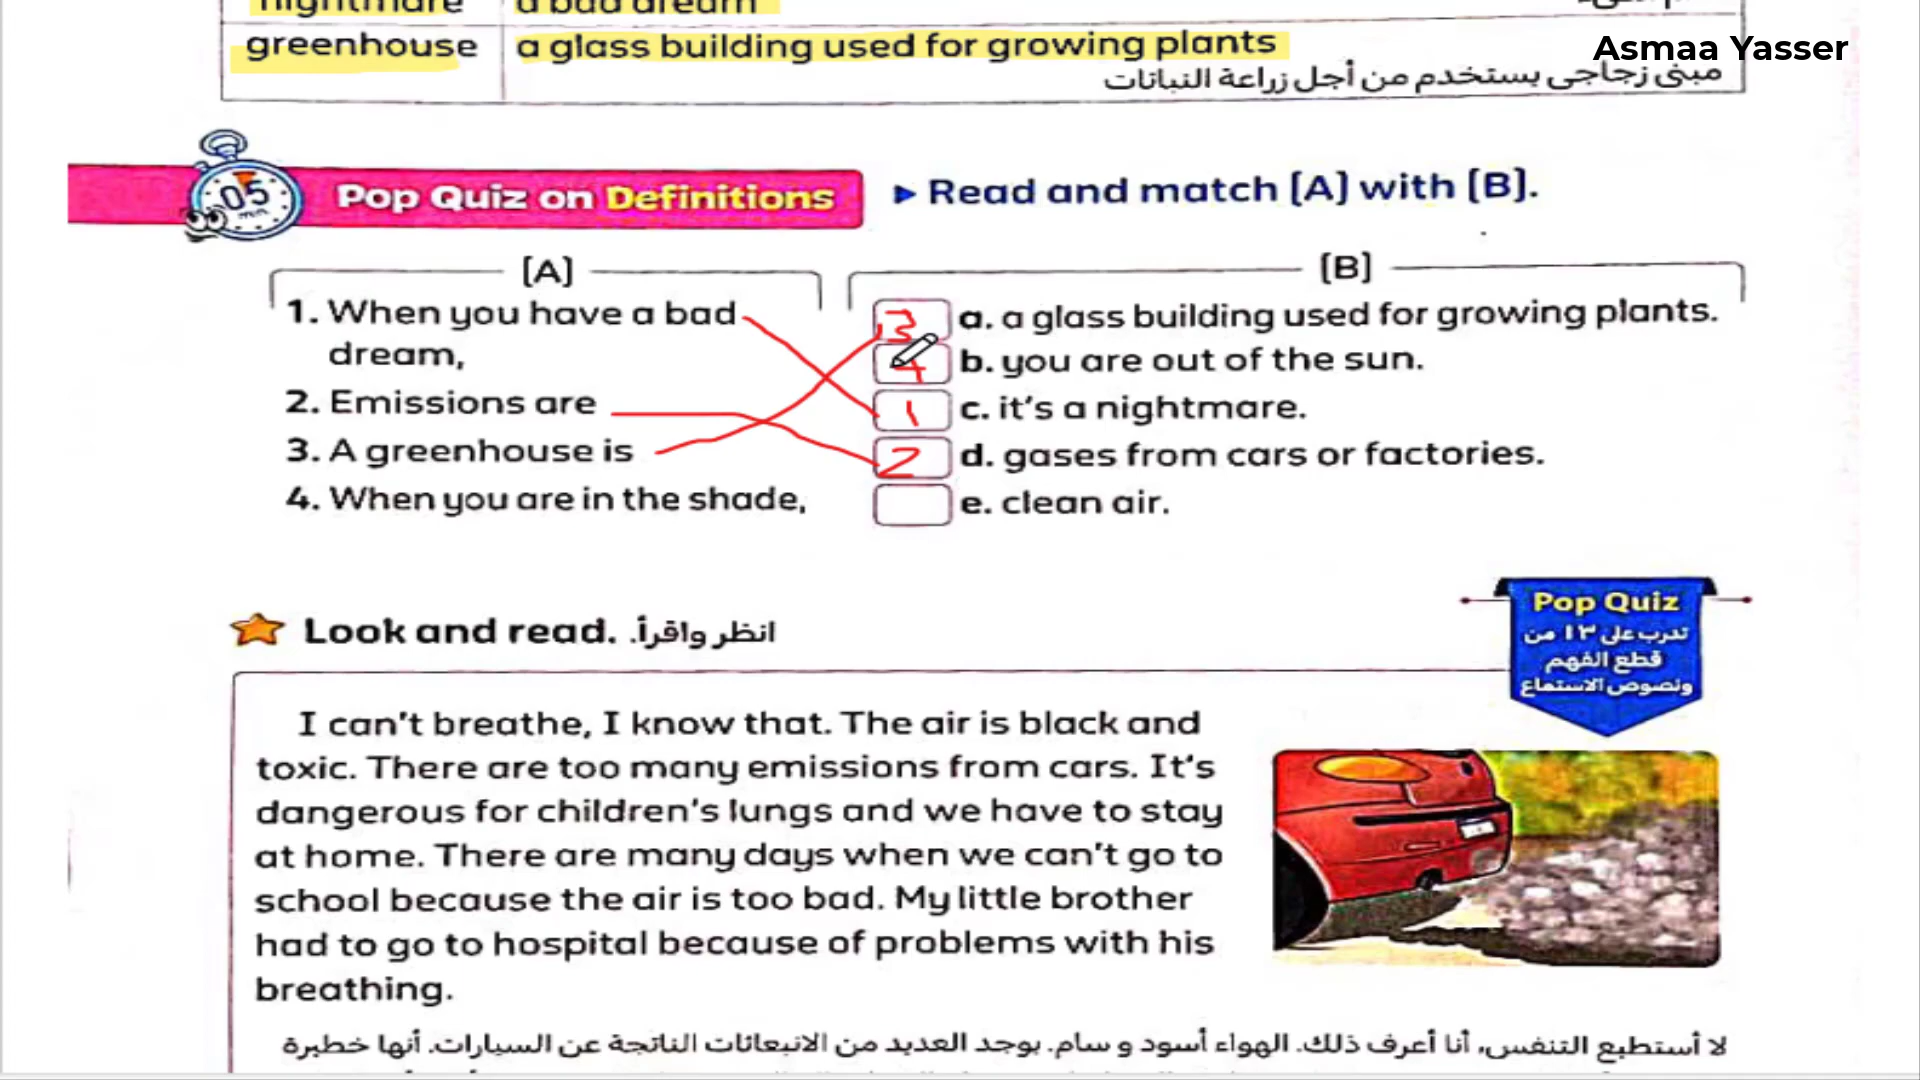 nightmare a bad dream
greenhouse a glass building used for growing plants
مبنى زجاجى يستخدم من أجل زراعة النباتات
Asmaa Yasser
05
min
Pop Quiz on Definitions
Read and match [A] with [B].
[A] [B]
1. When you have a bad dream,
2. Emissions are
3. A greenhouse is
4. When you are in the shade,
3 a. a glass building used for growing plants.
4 b. you are out of the sun.
1 c. it's a nightmare.
2 d. gases from cars or factories.
e. clean air.
Look and read. انظر واقرأ.
Pop Quiz
تدرب على ١٣ من
قطع الفهم
ونصوص الاستماع
I can't breathe, I know that. The air is black and
toxic. There are too many emissions from cars. It's
dangerous for children's lungs and we have to stay
at home. There are many days when we can't go to
school because the air is too bad. My little brother
had to go to hospital because of problems with his
breathing.
لا أستطيع التنفس، أنا أعرف ذلك. الهواء أسود و سام. يوجد العديد من الانبعاثات الناتجة عن السيارات. أنها خطيرة